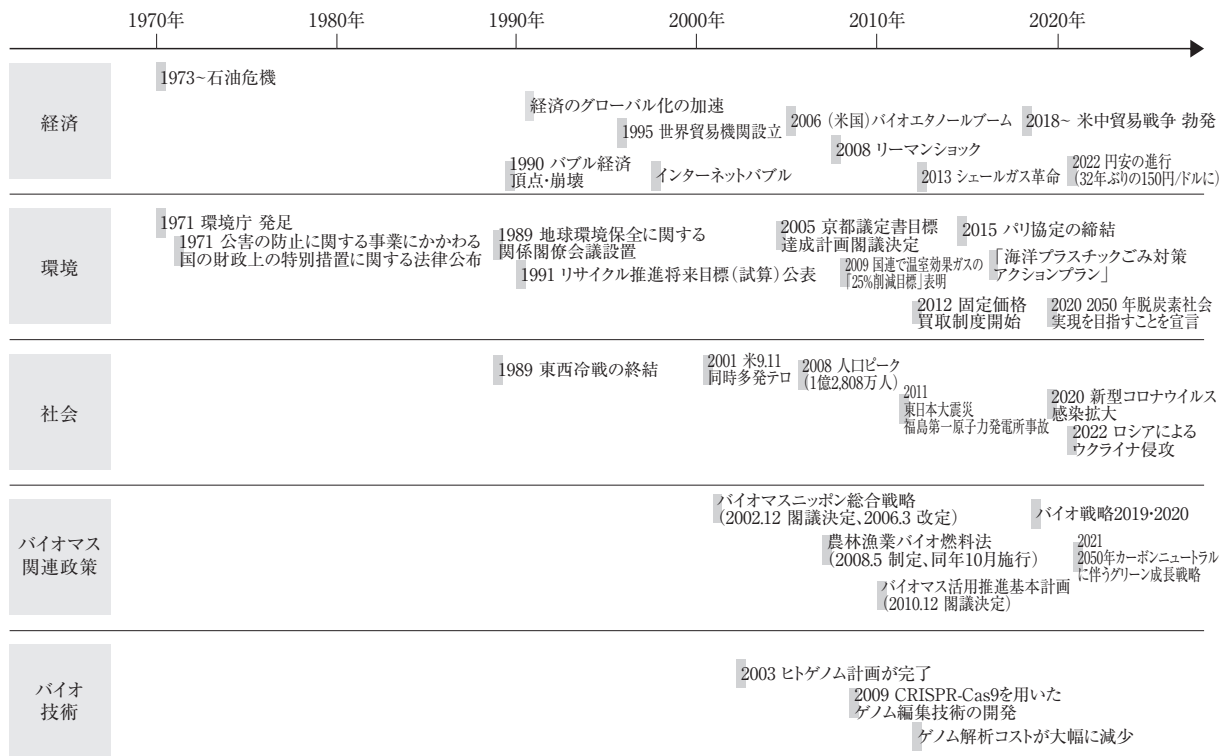 1970年
1980年
1990年
2000年
2010年
2020年
経済
1973~石油危機
経済のグローバル化の加速
1995 世界貿易機関設立
2006（米国）バイオエタノールブーム
2018~ 米中貿易戦争 勃発
2008 リーマンショック
1990 バブル経済
頂点・崩壊
インターネットバブル
2013 シェールガス革命
2022 円安の進行
（32年ぶりの150円/ドルに）
環境
1971 環境庁 発足
1971 公害の防止に関する事業にかかわる
国の財政上の特別措置に関する法律公布
1989 地球環境保全に関する
関係閣僚会議設置
1991 リサイクル推進将来目標（試算）公表
2005 京都議定書目標
達成計画閣議決定
2009 国連で温室効果ガスの
「25%削減目標」表明
2012 固定価格
買取制度開始
2015 パリ協定の締結
「海洋プラスチックごみ対策
アクションプラン」
2020 2050 年脱炭素社会
実現を目指すことを宣言
社会
1989 東西冷戦の終結
2001 米9.11
同時多発テロ
2008 人口ピーク
（1億2,808万人）
2011
東日本大震災
福島第一原子力発電所事故
2020 新型コロナウイルス
感染拡大
2022 ロシアによる
ウクライナ侵攻
バイオマス
関連政策
バイオマスニッポン総合戦略
（2002.12 閣議決定、2006.3 改定）
農林漁業バイオ燃料法
（2008.5 制定、同年10月施行）
バイオマス活用推進基本計画
（2010.12 閣議決定）
バイオ戦略2019・2020
2021
2050年カーボンニュートラル
に伴うグリーン成長戦略
バイオ
技術
2003 ヒトゲノム計画が完了
2009 CRISPR-Cas9を用いた
ゲノム編集技術の開発
ゲノム解析コストが大幅に減少